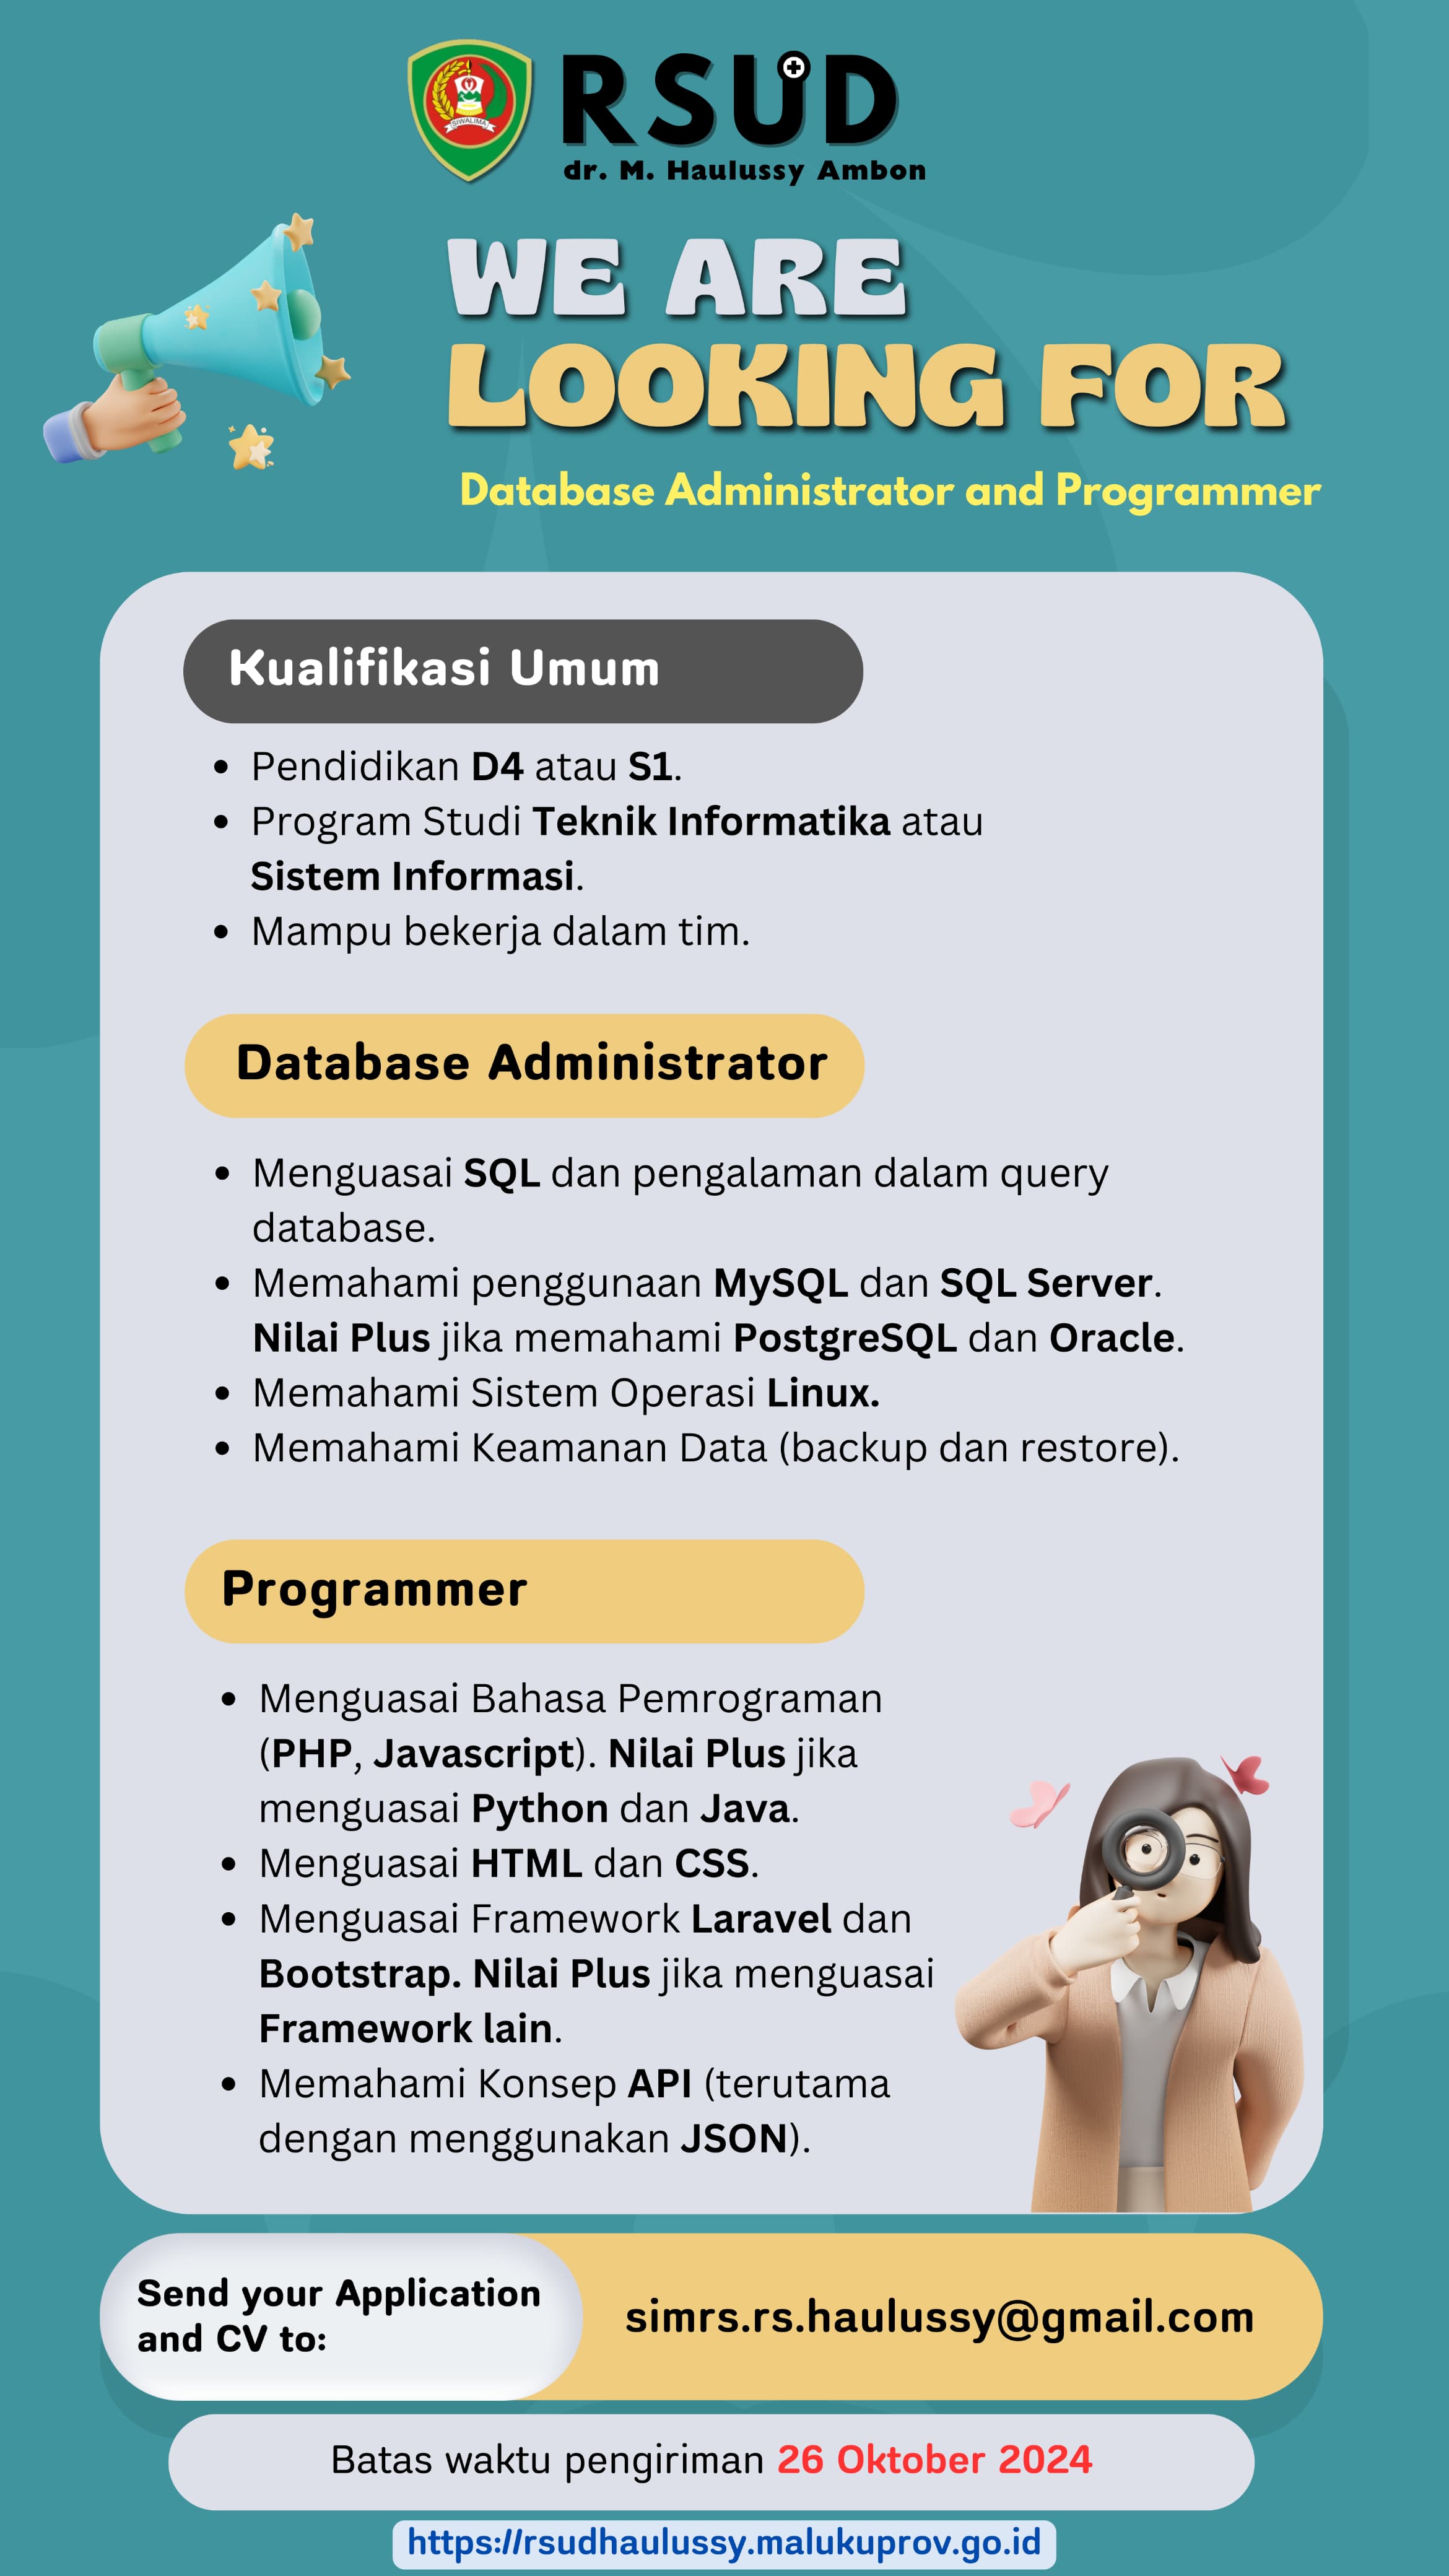 SIWALIMA
RSUD
dr. M. Haulussy Ambon
WE ARE
LOOKING FOR
Database Administrator and Programmer
Kualifikasi Umum
• Pendidikan D4 atau S1.
• Program Studi Teknik Informatika atau
Sistem Informasi.
• Mampu bekerja dalam tim.
Database Administrator
• Menguasai SQL dan pengalaman dalam query
database.
• Memahami penggunaan MySQL dan SQL Server.
Nilai Plus jika memahami PostgreSQL dan Oracle.
• Memahami Sistem Operasi Linux.
• Memahami Keamanan Data (backup dan restore).
Programmer
• Menguasai Bahasa Pemrograman
(PHP, Javascript). Nilai Plus jika
menguasai Python dan Java.
• Menguasai HTML dan CSS.
• Menguasai Framework Laravel dan
Bootstrap. Nilai Plus jika menguasai
Framework lain.
• Memahami Konsep API (terutama
dengan menggunakan JSON).
Send your Application
and CV to:
simrs.rs.haulussy@gmail.com
Batas waktu pengiriman 26 Oktober 2024
https://rsudhaulussy.malukuprov.go.id